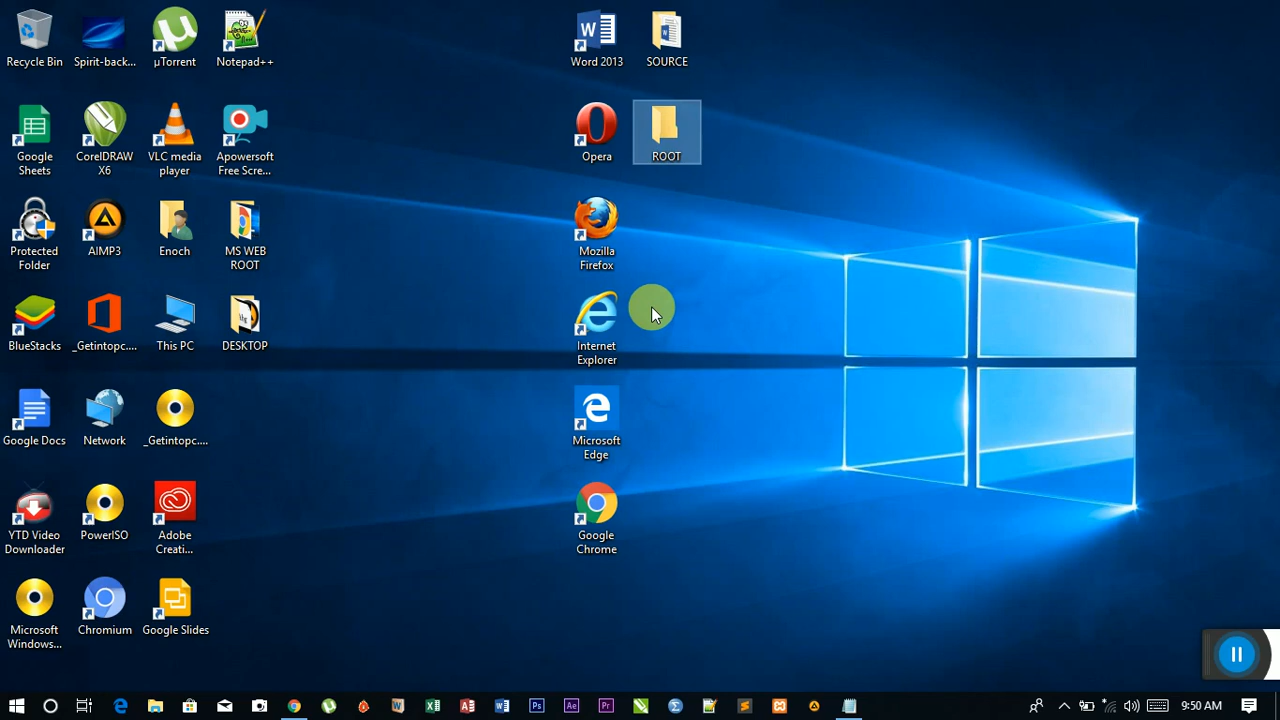 Recycle Bin
Spirit-back...
µTorrent
Notepad++
Word 2013
SOURCE
Google
Sheets
CorelDRAW
X6
VLC media
player
Apowersoft
Free Scre...
Opera
ROOT
Protected
Folder
AIMP3
Enoch
MS WEB
ROOT
Mozilla
Firefox
BlueStacks
_Getintopc....
This PC
DESKTOP
Internet
Explorer
Google Docs
Network
_Getintopc....
Microsoft
Edge
YTD Video
Downloader
PowerISO
Adobe
Creati...
Google
Chrome
Microsoft
Windows...
Chromium
Google Slides
9:50 AM